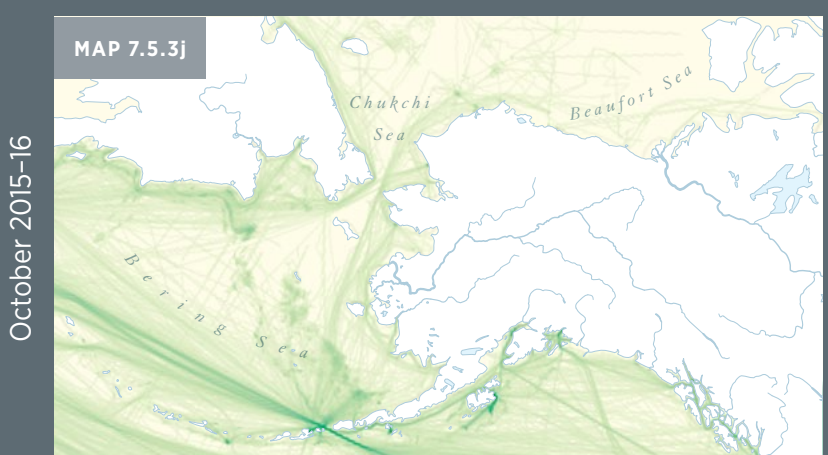 MAP 7.5.3j
October 2015–16
Chukchi
Sea
Beaufort Sea
Bering Sea